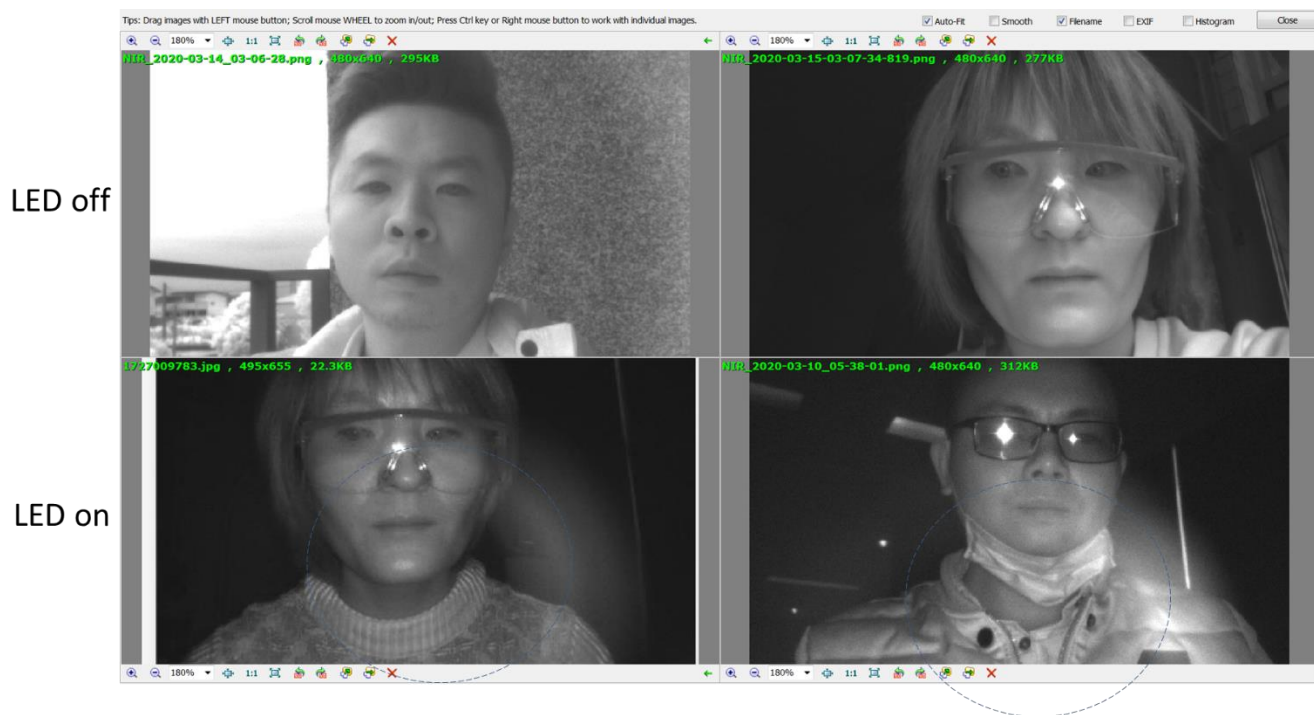 Tips: Drag images with LEFT mouse button; Scroll mouse WHEEL to zoom in/out; Press Ctrl key or Right mouse button to work with individual images.
Auto-Fit Smooth Filename EXIF Histogram Close
180% 1:1
180% 1:1
NIR_2020-03-14_03-06-28.png , 480x640 , 295KB
NIR_2020-03-15-03-07-34-819.png , 480x640 , 277KB
LED off
1727009783.jpg , 495x655 , 22.3KB
NIR_2020-03-10_05-38-01.png , 480x640 , 312KB
LED on
180% 1:1
180% 1:1